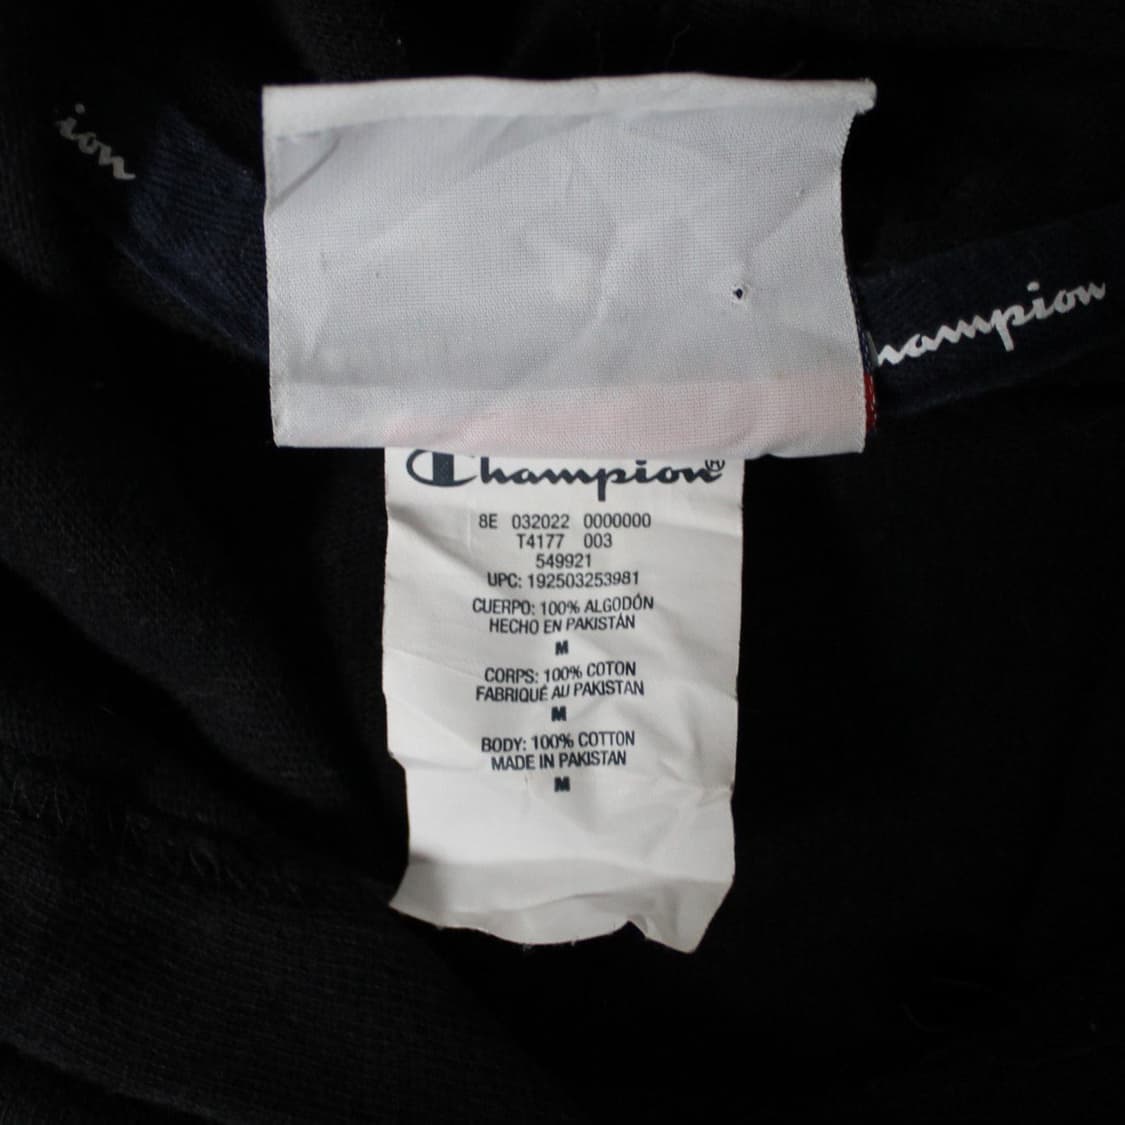 ion
hampion
Champion®
8E 032022 0000000
T4177 003
549921
UPC: 192503253981
CUERPO: 100% ALGODÓN
HECHO EN PAKISTÁN
M
CORPS: 100% COTON
FABRIQUÉ AU PAKISTAN
M
BODY: 100% COTTON
MADE IN PAKISTAN
M